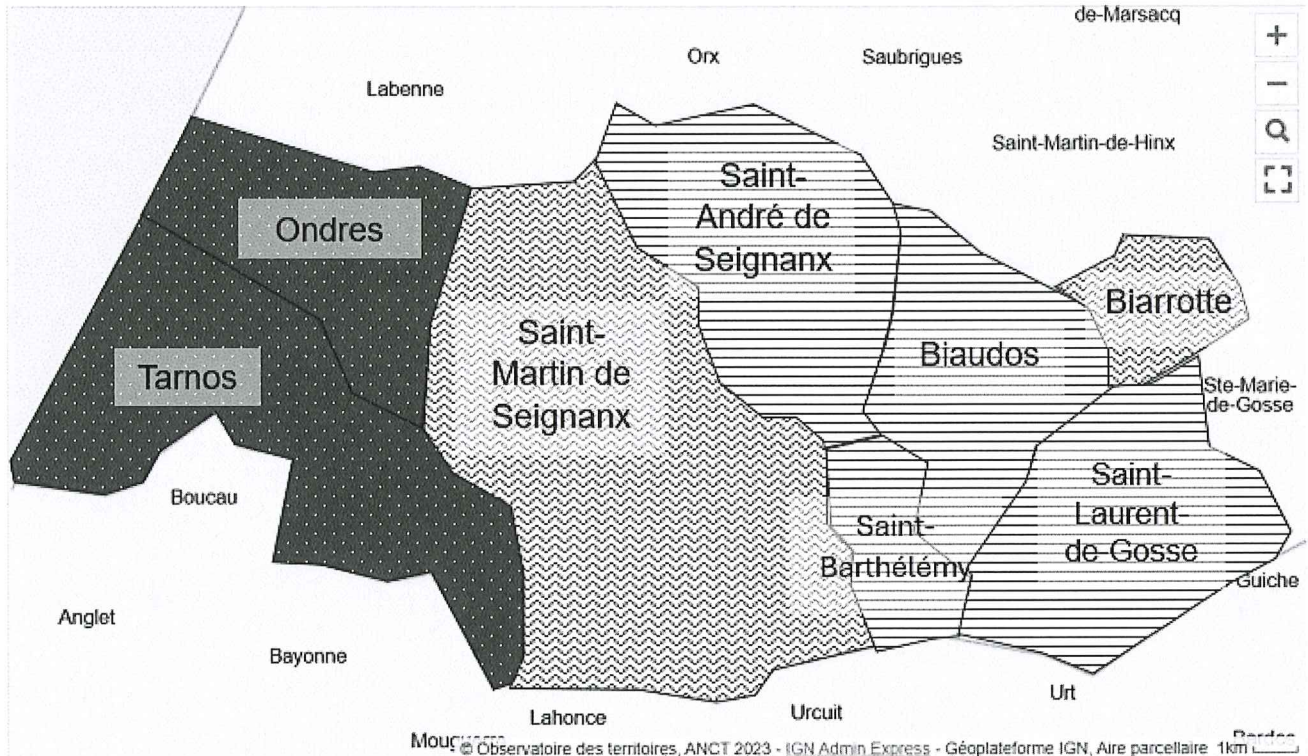 de-Marsacq
Orx
Saubrigues
Labenne
Saint-Martin-de-Hinx
Saint-
André de
Seignanx
Ondres
Biarrotte
Saint-
Martin de
Seignanx
Biaudos
Tarnos
Ste-Marie-
de-Gosse
Boucau
Saint-
Laurent-
de Gosse
Saint-
Barthélémy
Guiche
Anglet
Bayonne
Urt
Lahonce
Urcuit
© Observatoire des territoires, ANCT 2023 - IGN Admin Express - Géoplateforme IGN, Aire parcellaire 1km